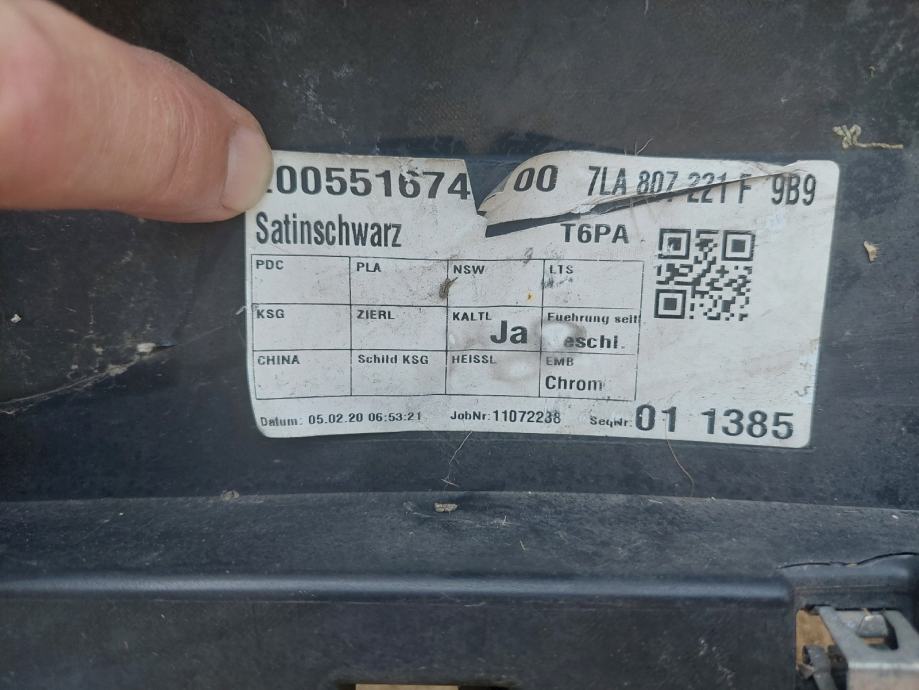 00551674 00 7LA 807 221 F 9B9
Satinschwarz T6PA
PDC PLA NSW LTS
KSG ZIERL KALTL Fuehrung seit
Ja eschl.
CHINA Schild KSG HEISSL EMB
Chrom
Datum: 05.02.20 06:53:21 JobNr: 11072238 SeqNr: 01 1385